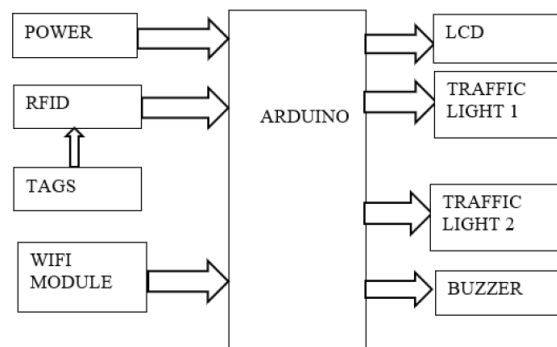 POWER
RFID
TAGS
WIFI
MODULE
ARDUINO
LCD
TRAFFIC
LIGHT 1
TRAFFIC
LIGHT 2
BUZZER